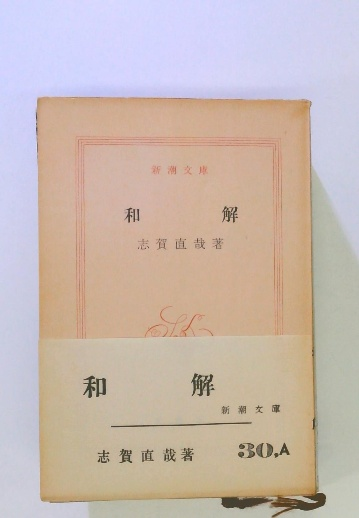 新潮文庫
和 解
志賀直哉著
和 解
新潮文庫
志賀直哉著 30,A